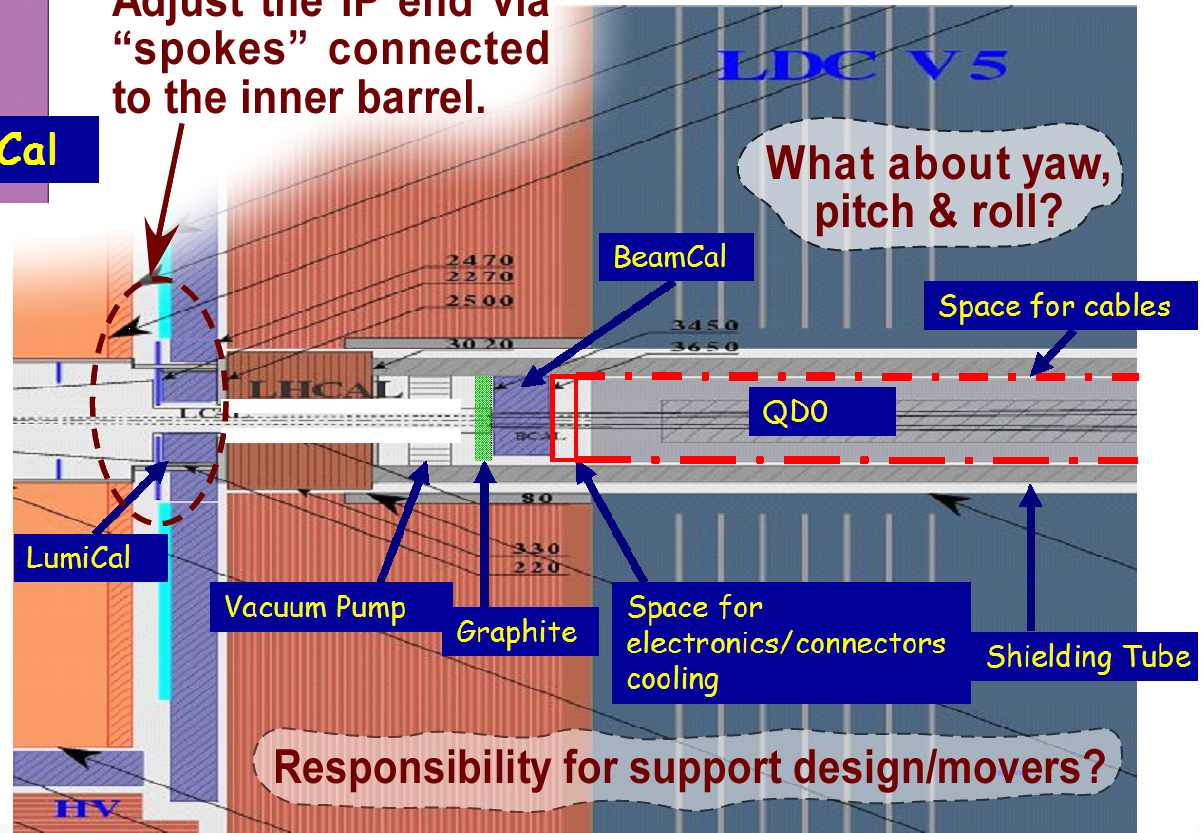 Adjust the IP end via
“spokes” connected
to the inner barrel.
LDC V5
Cal
What about yaw,
pitch & roll?
BeamCal
2470
2270
2500
Space for cables
3450
3020
3650
LHCAL
QD0
LCAL
BCAL
80
LumiCal
330
220
Vacuum Pump
Graphite
Space for
electronics/connectors
cooling
Shielding Tube
Responsibility for support design/movers?
HV